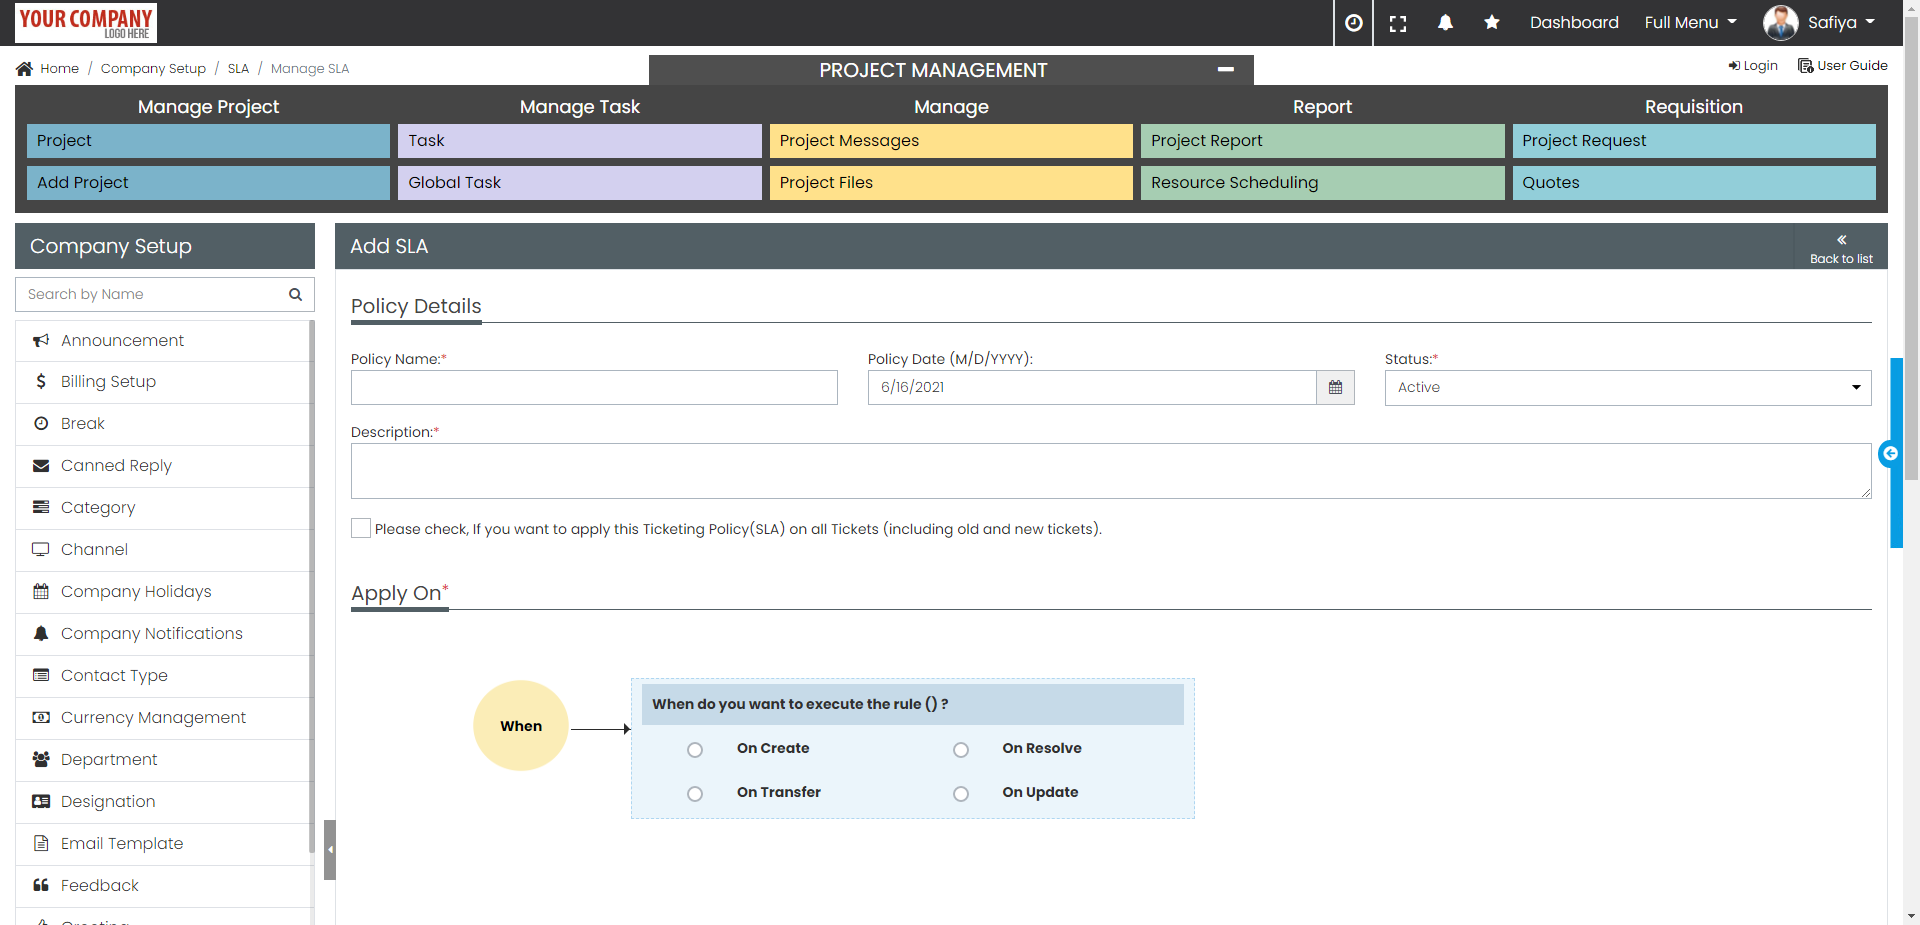 YOUR COMPANY
LOGO HERE
Dashboard
Full Menu
Safiya
Home / Company Setup / SLA / Manage SLA
PROJECT MANAGEMENT
Login
User Guide
Manage Project
Manage Task
Manage
Report
Requisition
Project
Task
Project Messages
Project Report
Project Request
Add Project
Global Task
Project Files
Resource Scheduling
Quotes
Company Setup
Search by Name
Announcement
Billing Setup
Break
Canned Reply
Category
Channel
Company Holidays
Company Notifications
Contact Type
Currency Management
Department
Designation
Email Template
Feedback
Add SLA
Back to list
Policy Details
Policy Name:*
Policy Date (M/D/YYYY):
Status:*
6/16/2021
Active
Description:*
Please check, If you want to apply this Ticketing Policy(SLA) on all Tickets (including old and new tickets).
Apply On*
When
When do you want to execute the rule () ?
On Create
On Resolve
On Transfer
On Update